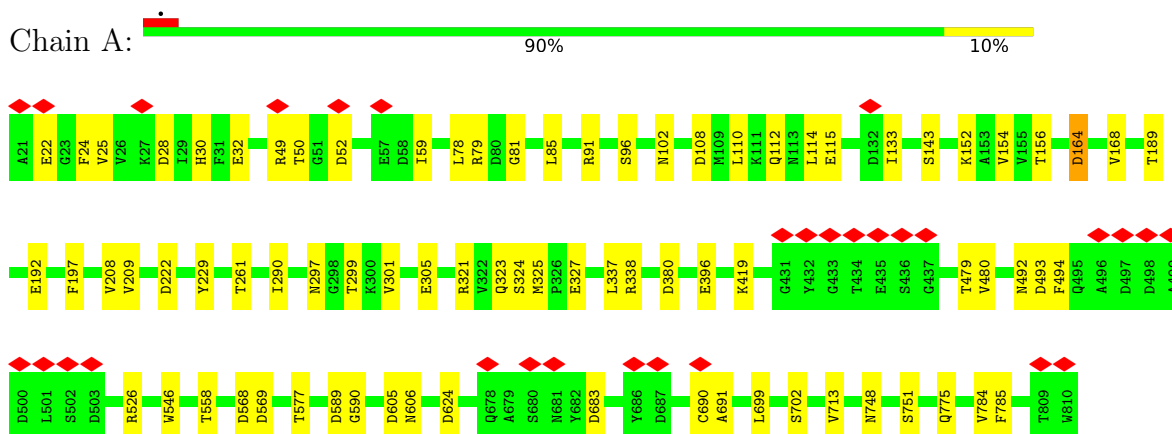 Chain A:
90%
10%
A21 E22 G23 F24 V25 V26 K27 D28 I29 H30 F31 E32 R49 T50 G51 D52 E57 D58 I59 L78 R79 D80 G81 L85 R91 S96 N102 D108 M109 L110 K111 Q112 N113 L114 E115 D132 I133 S143 K152 A153 V154 V155 T156 D164 V168 T189
E192 F197 V208 V209 D222 Y229 T261 I290 N297 G298 T299 K300 V301 E305 R321 V322 Q323 S324 M325 P326 E327 L337 R338 D380 E396 K419 G431 Y432 G433 T434 E435 S436 G437 T479 V480 N492 D493 F494 Q495 A496 D497 D498
D500 L501 S502 D503 R526 W546 T558 D568 D569 T577 D589 G590 D605 N606 D624 Q678 A679 S680 N681 Y682 D683 Y686 D687 C690 A691 L699 S702 V713 N748 S751 Q775 V784 F785 T809 W810